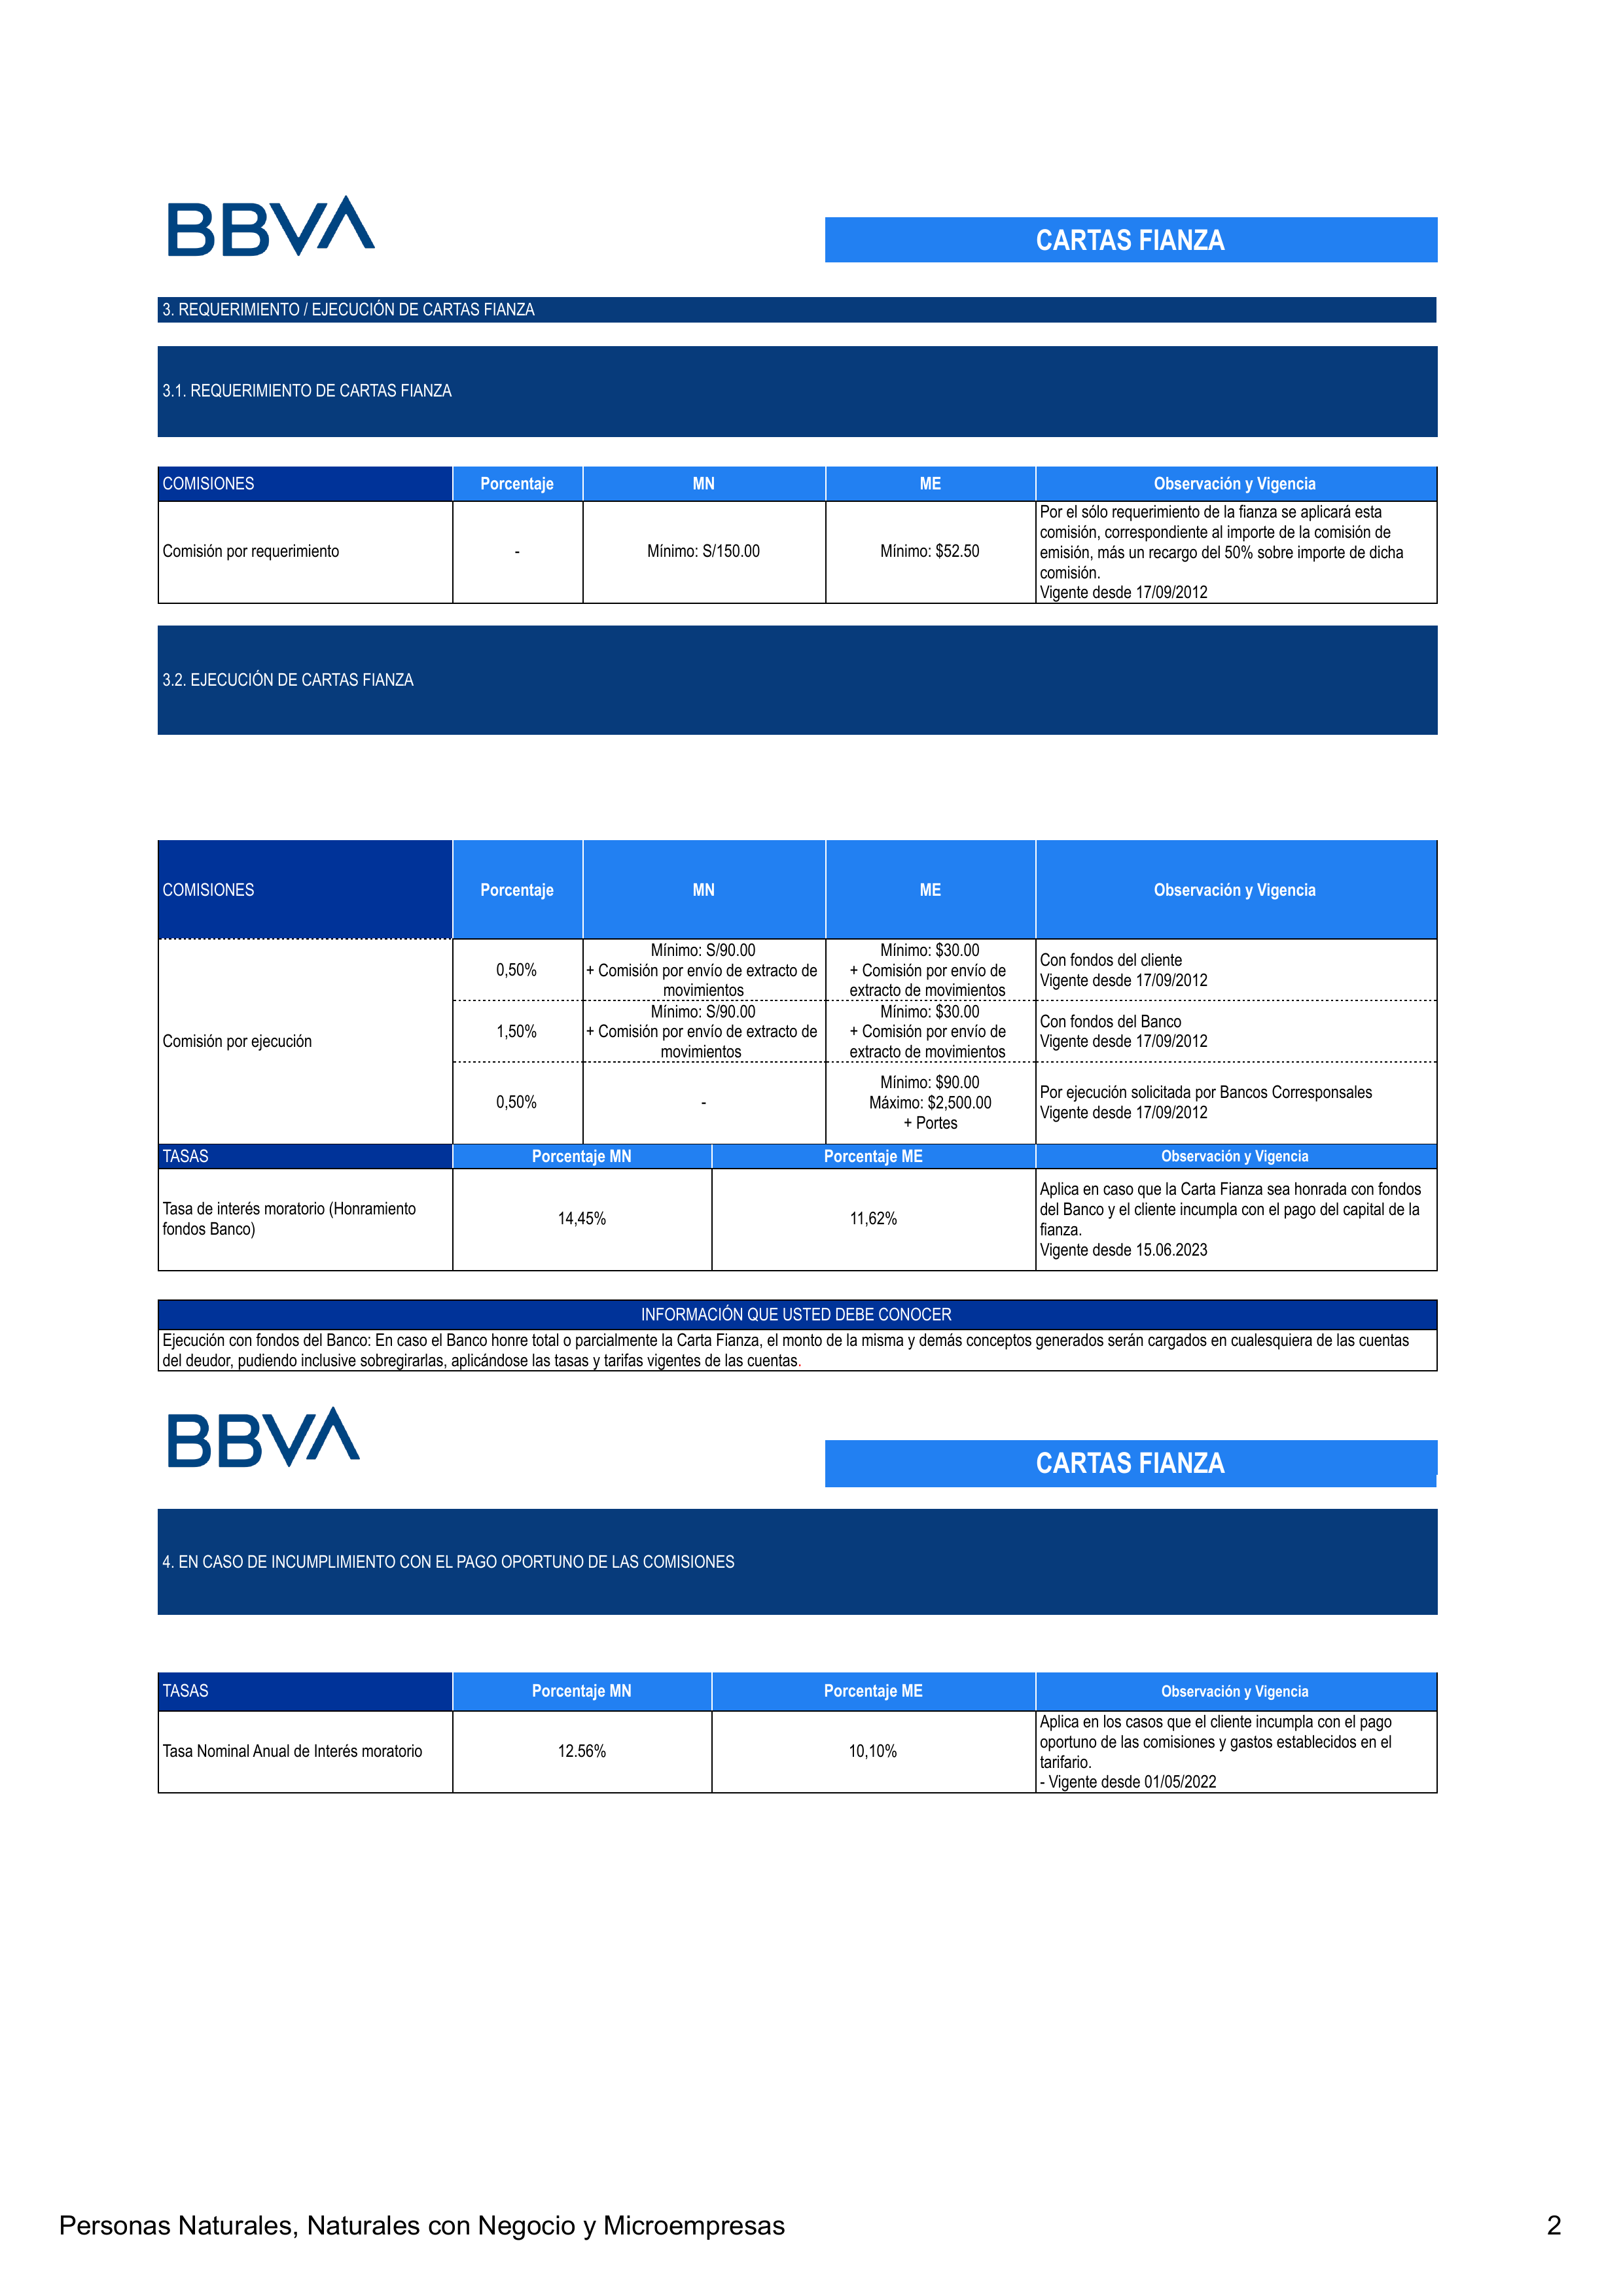 BBVA
CARTAS FIANZA
3. REQUERIMIENTO / EJECUCIÓN DE CARTAS FIANZA
3.1. REQUERIMIENTO DE CARTAS FIANZA
COMISIONES Porcentaje MN ME Observación y Vigencia
Comisión por requerimiento - Mínimo: S/150.00 Mínimo: $52.50 Por el sólo requerimiento de la fianza se aplicará esta
comisión, correspondiente al importe de la comisión de
emisión, más un recargo del 50% sobre importe de dicha
comisión.
Vigente desde 17/09/2012
3.2. EJECUCIÓN DE CARTAS FIANZA
COMISIONES Porcentaje MN ME Observación y Vigencia
Comisión por ejecución
0,50%
Mínimo: S/90.00
+ Comisión por envío de extracto de
movimientos
Mínimo: $30.00
+ Comisión por envío de
extracto de movimientos
Con fondos del cliente
Vigente desde 17/09/2012
1,50%
Mínimo: S/90.00
+ Comisión por envío de extracto de
movimientos
Mínimo: $30.00
+ Comisión por envío de
extracto de movimientos
Con fondos del Banco
Vigente desde 17/09/2012
0,50%
-
Mínimo: $90.00
Máximo: $2,500.00
+ Portes
Por ejecución solicitada por Bancos Corresponsales
Vigente desde 17/09/2012
TASAS Porcentaje MN Porcentaje ME Observación y Vigencia
Tasa de interés moratorio (Honramiento
fondos Banco)
14,45%
11,62%
Aplica en caso que la Carta Fianza sea honrada con fondos
del Banco y el cliente incumpla con el pago del capital de la
fianza.
Vigente desde 15.06.2023
INFORMACIÓN QUE USTED DEBE CONOCER
Ejecución con fondos del Banco: En caso el Banco honre total o parcialmente la Carta Fianza, el monto de la misma y demás conceptos generados serán cargados en cualesquiera de las cuentas
del deudor, pudiendo inclusive sobregirarlas, aplicándose las tasas y tarifas vigentes de las cuentas.
BBVA
CARTAS FIANZA
4. EN CASO DE INCUMPLIMIENTO CON EL PAGO OPORTUNO DE LAS COMISIONES
TASAS Porcentaje MN Porcentaje ME Observación y Vigencia
Tasa Nominal Anual de Interés moratorio
12.56%
10,10%
Aplica en los casos que el cliente incumpla con el pago
oportuno de las comisiones y gastos establecidos en el
tarifario.
- Vigente desde 01/05/2022
Personas Naturales, Naturales con Negocio y Microempresas 2